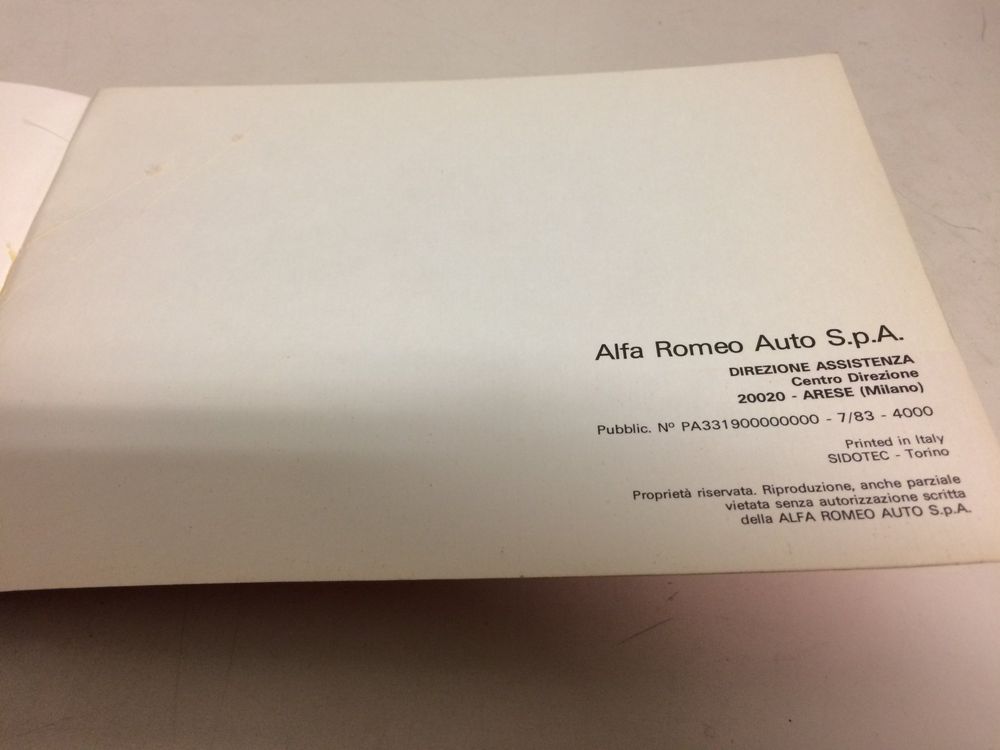 Alfa Romeo Auto S.p.A.
DIREZIONE ASSISTENZA
Centro Direzione
20020 - ARESE (Milano)
Pubblic. Nº PA331900000000 - 7/83 - 4000
Printed in Italy
SIDOTEC - Torino
Proprietà riservata. Riproduzione, anche parziale
vietata senza autorizzazione scritta
della ALFA ROMEO AUTO S.p.A.